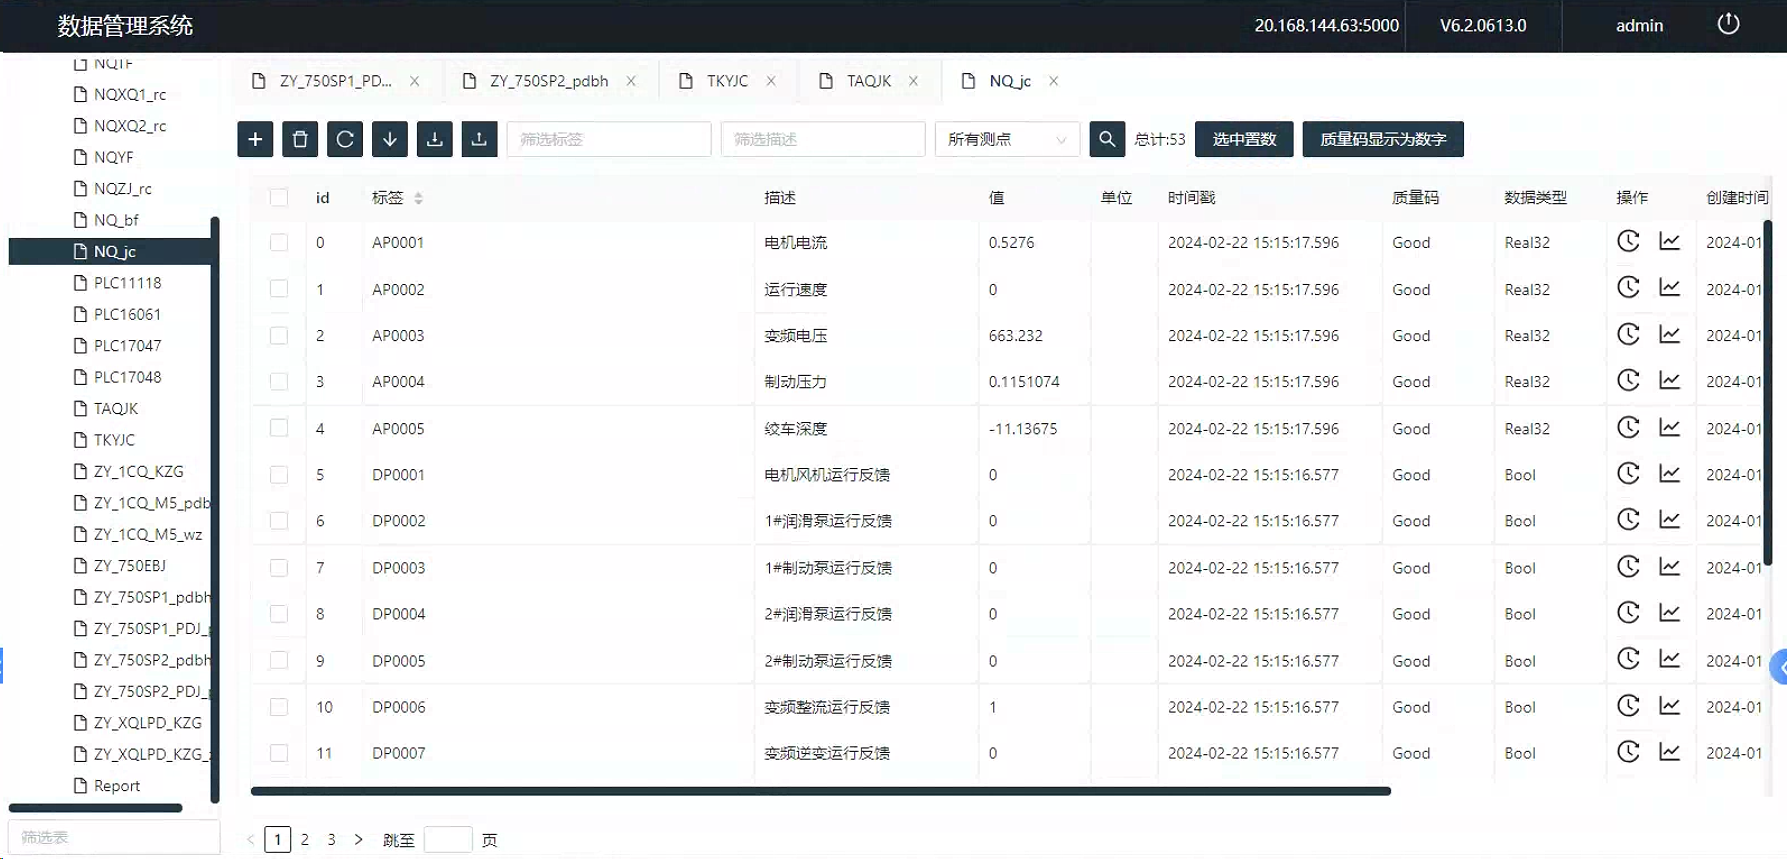 数据管理系统 20.168.144.63:5000 V6.2.0613.0 admin
NQTF
NQXQ1_rc
NQXQ2_rc
NQYF
NQZJ_rc
NQ_bf
NQ_jc
PLC11118
PLC16061
PLC17047
PLC17048
TAQJK
TKYJC
ZY_1CQ_KZG
ZY_1CQ_M5_pdb
ZY_1CQ_M5_wz
ZY_750EBJ
ZY_750SP1_pdbh
ZY_750SP1_PDJ_
ZY_750SP2_pdbh
ZY_750SP2_PDJ_
ZY_XQLPD_KZG
ZY_XQLPD_KZG_
Report
筛选表
ZY_750SP1_PD... ZY_750SP2_pdbh TKYJC TAQJK NQ_jc
筛选标签 筛选描述 所有测点 总计:53 选中置数 质量码显示为数字
id 标签 描述 值 单位 时间戳 质量码 数据类型 操作 创建时间
0 AP0001 电机电流 0.5276 2024-02-22 15:15:17.596 Good Real32 2024-01
1 AP0002 运行速度 0 2024-02-22 15:15:17.596 Good Real32 2024-01
2 AP0003 变频电压 663.232 2024-02-22 15:15:17.596 Good Real32 2024-01
3 AP0004 制动压力 0.1151074 2024-02-22 15:15:17.596 Good Real32 2024-01
4 AP0005 绞车深度 -11.13675 2024-02-22 15:15:17.596 Good Real32 2024-01
5 DP0001 电机风机运行反馈 0 2024-02-22 15:15:16.577 Good Bool 2024-01
6 DP0002 1#润滑泵运行反馈 0 2024-02-22 15:15:16.577 Good Bool 2024-01
7 DP0003 1#制动泵运行反馈 0 2024-02-22 15:15:16.577 Good Bool 2024-01
8 DP0004 2#润滑泵运行反馈 0 2024-02-22 15:15:16.577 Good Bool 2024-01
9 DP0005 2#制动泵运行反馈 0 2024-02-22 15:15:16.577 Good Bool 2024-01
10 DP0006 变频整流运行反馈 1 2024-02-22 15:15:16.577 Good Bool 2024-01
11 DP0007 变频逆变运行反馈 0 2024-02-22 15:15:16.577 Good Bool 2024-01
< 1 2 3 > 跳至 页